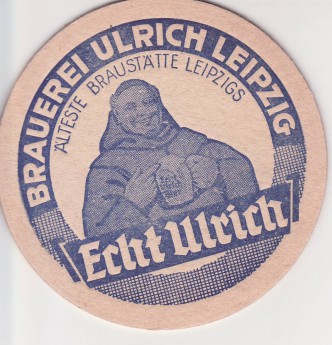 BRAUEREI ULRICH LEIPZIG
ÄLTESTE BRAUSTÄTTE LEIPZIGS
Echt Ulrich